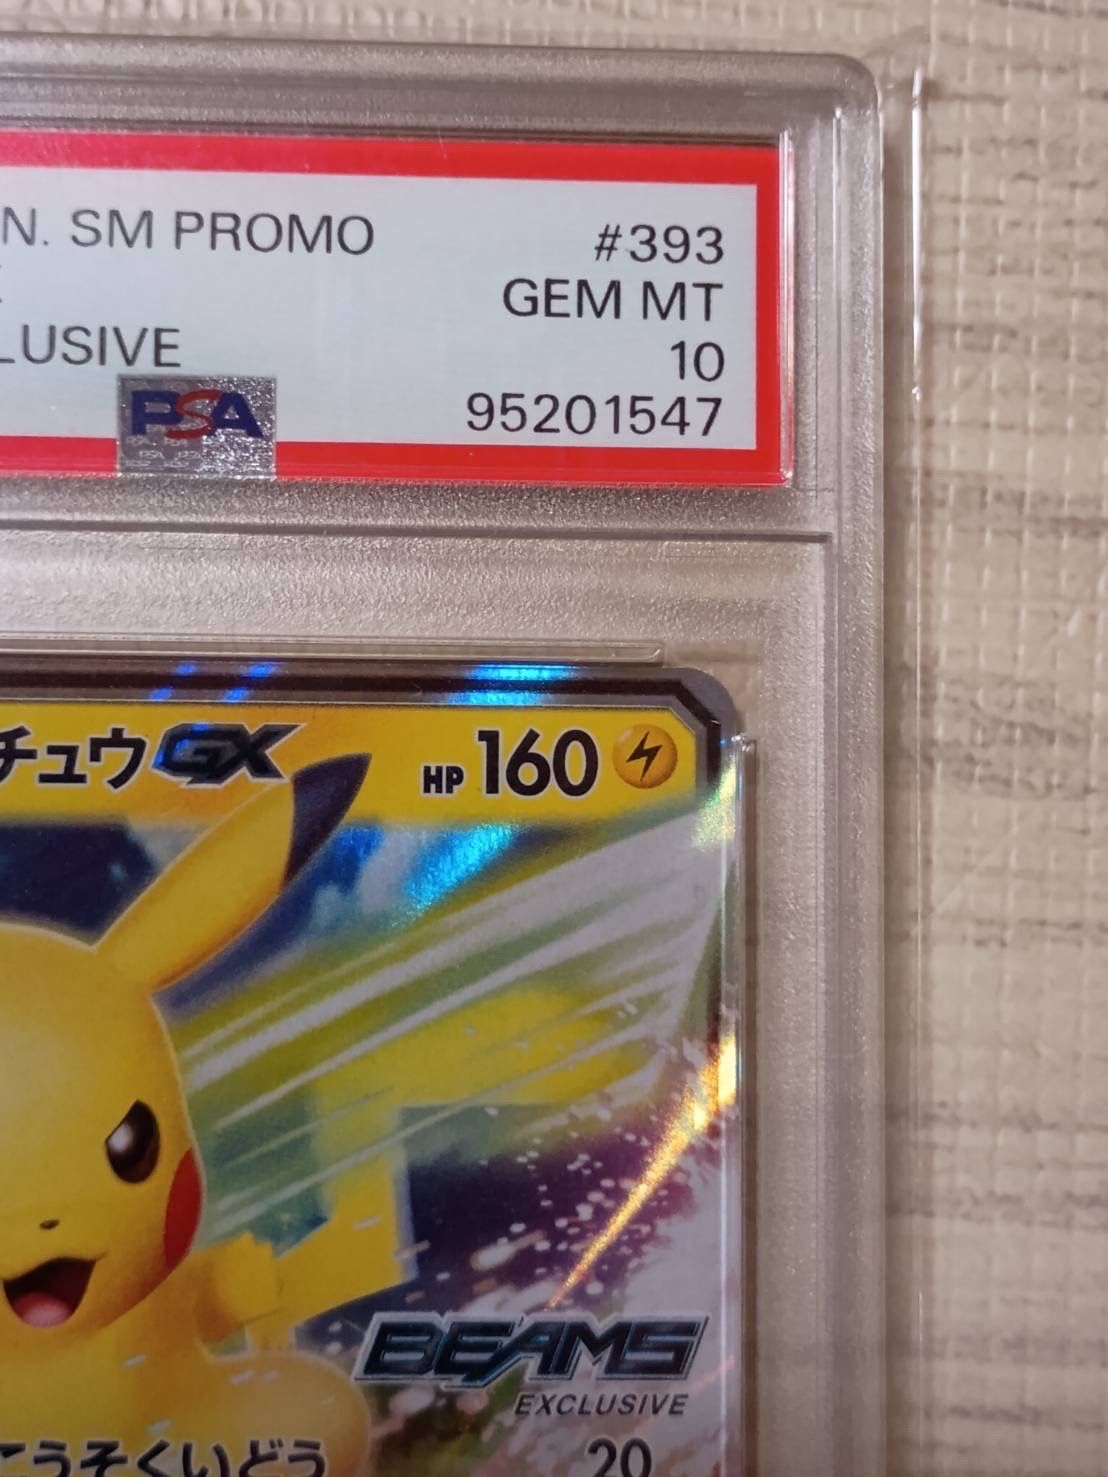 N. SM PROMO #393
GEM MT
LUSIVE 10
PSA 95201547
チュウGX HP 160
BEAMS
EXCLUSIVE
こうそくいどう 20